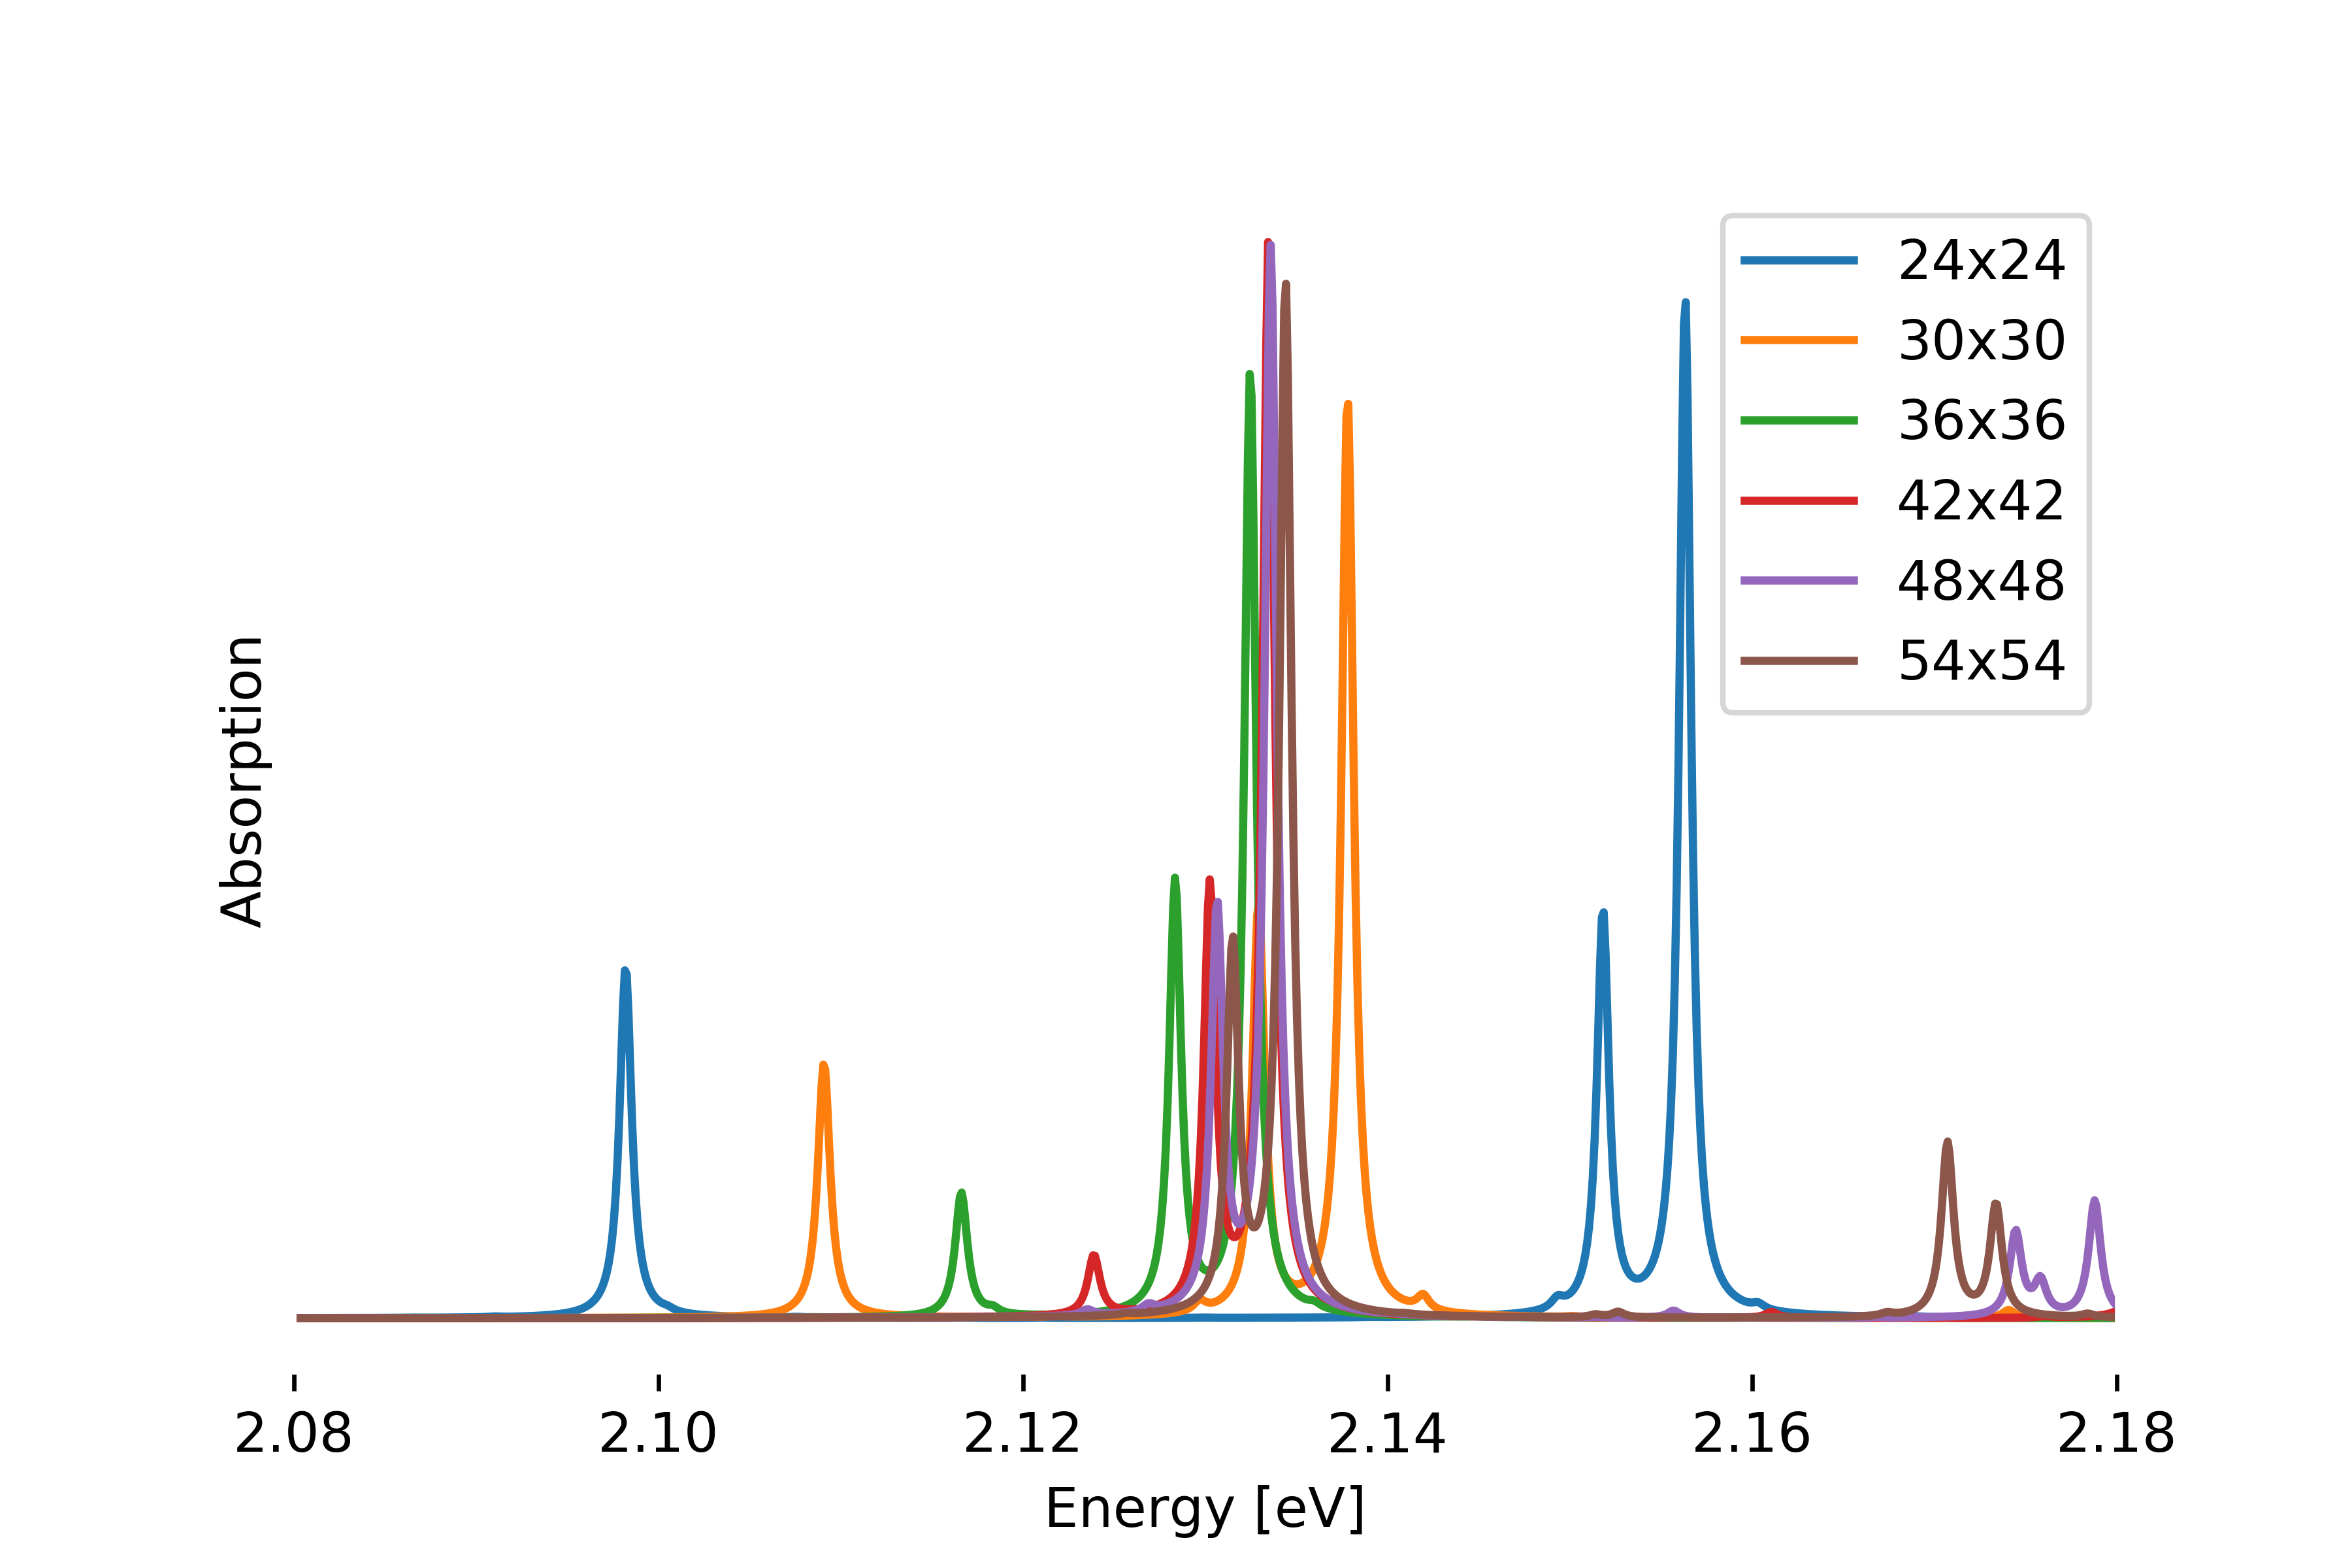 24x24
30x30
36x36
42x42
48x48
54x54
Absorption
2.08 2.10 2.12 2.14 2.16 2.18
Energy [eV]